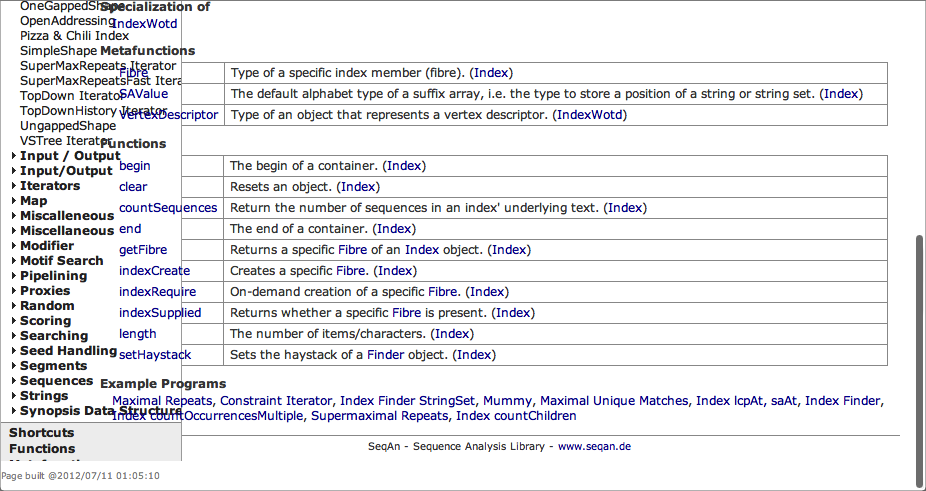 OneGappedShape
OpenAddressing
Pizza & Chili Index
SimpleShape
SuperMaxRepeats Iterator
SuperMaxRepeatsFast Itera
TopDown Iterator
TopDownHistory Iterator
UngappedShape
VSTree Iterator
Input / Output
Input/Output
Iterators
Map
Miscalleneous
Miscellaneous
Modifier
Motif Search
Pipelining
Proxies
Random
Scoring
Searching
Seed Handling
Segments
Sequences
Strings
Synopsis Data Structure
Shortcuts
Functions
Specialization of
IndexWotd
Metafunctions
Fibre Type of a specific index member (fibre). (Index)
SAValue The default alphabet type of a suffix array, i.e. the type to store a position of a string or string set. (Index)
VertexDescriptor Type of an object that represents a vertex descriptor. (IndexWotd)
Functions
begin The begin of a container. (Index)
clear Resets an object. (Index)
countSequences Return the number of sequences in an index' underlying text. (Index)
end The end of a container. (Index)
getFibre Returns a specific Fibre of an Index object. (Index)
indexCreate Creates a specific Fibre. (Index)
indexRequire On-demand creation of a specific Fibre. (Index)
indexSupplied Returns whether a specific Fibre is present. (Index)
length The number of items/characters. (Index)
setHaystack Sets the haystack of a Finder object. (Index)
Example Programs
Maximal Repeats, Constraint Iterator, Index Finder StringSet, Mummy, Maximal Unique Matches, Index lcpAt, saAt, Index Finder,
Index countOccurrencesMultiple, Supermaximal Repeats, Index countChildren
SeqAn - Sequence Analysis Library - www.seqan.de
Page built @2012/07/11 01:05:10